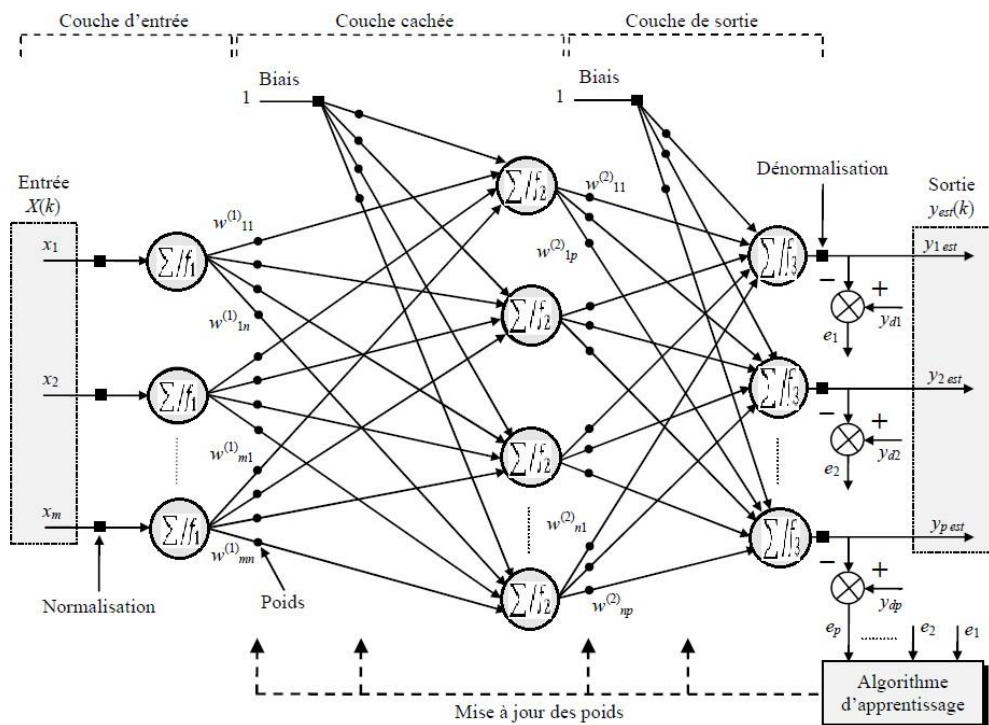 Couche d'entrée
Couche cachée
Couche de sortie
Biais
1
Biais
1
Dénormalisation
Entrée
X(k)
Sortie
y_est(k)
x_1
x_2
x_m
∑/f_1
∑/f_1
∑/f_1
w^(1)_11
w^(1)_1n
w^(1)_m1
w^(1)_mn
∑/f_2
∑/f_2
∑/f_2
∑/f_2
w^(2)_11
w^(2)_1p
w^(2)_n1
w^(2)_np
∑/f_3
∑/f_3
∑/f_3
y_1 est
− +
y_d1
e_1
y_2 est
− +
y_d2
e_2
y_p est
− +
y_dp
e_p ........ e_2 e_1
Normalisation
Poids
Mise à jour des poids
Algorithme
d'apprentissage